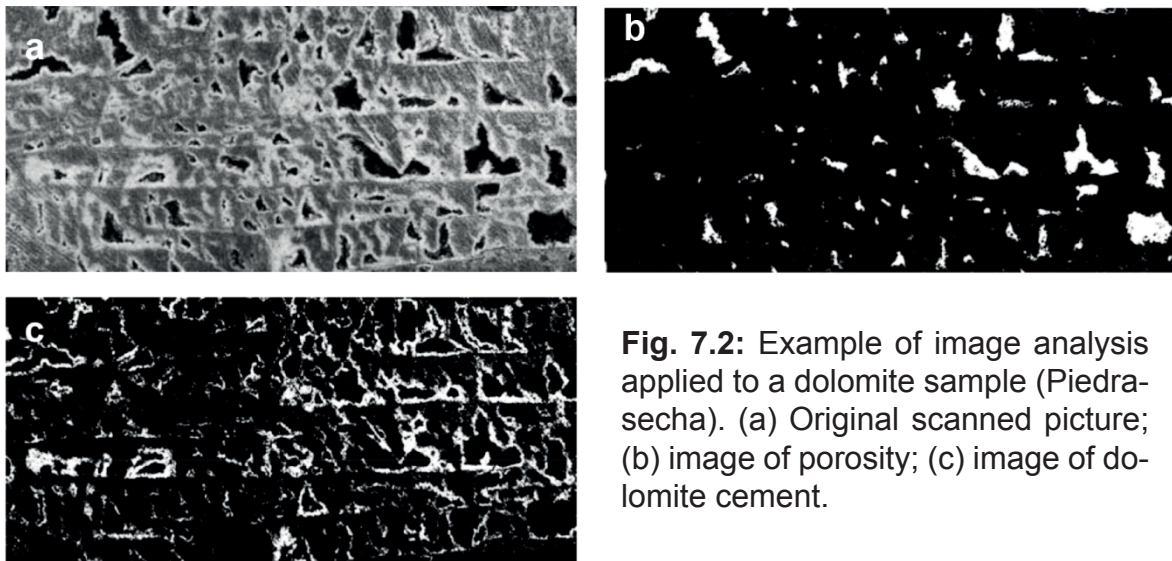 a
b
c
Fig. 7.2: Example of image analysis
applied to a dolomite sample (Piedra-
secha). (a) Original scanned picture;
(b) image of porosity; (c) image of do-
lomite cement.